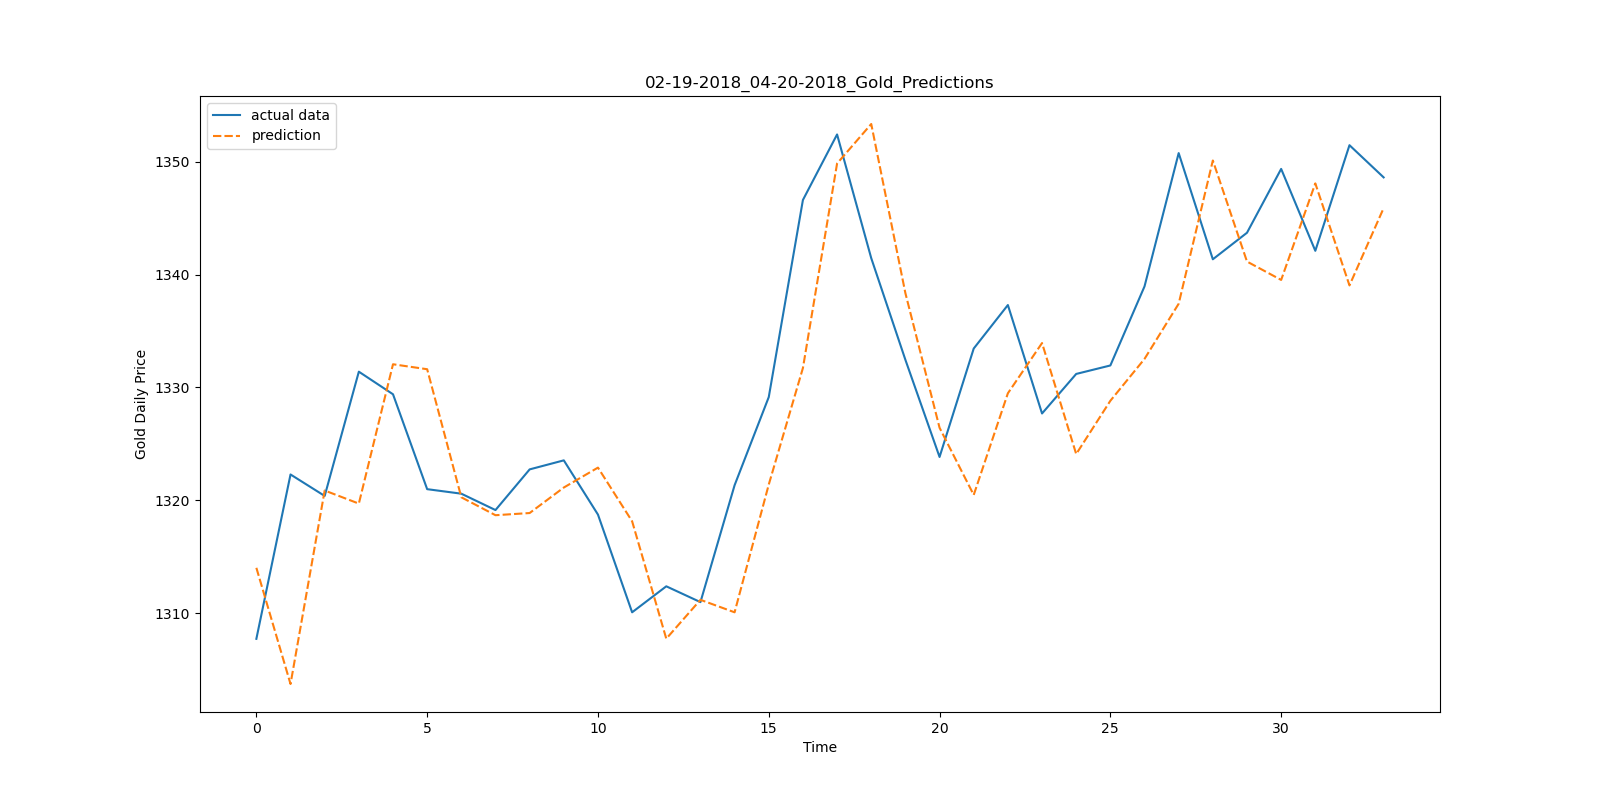 02-19-2018_04-20-2018_Gold_Predictions
actual data
prediction
1350
1340
1330
1320
1310
Gold Daily Price
0 5 10 15 20 25 30
Time